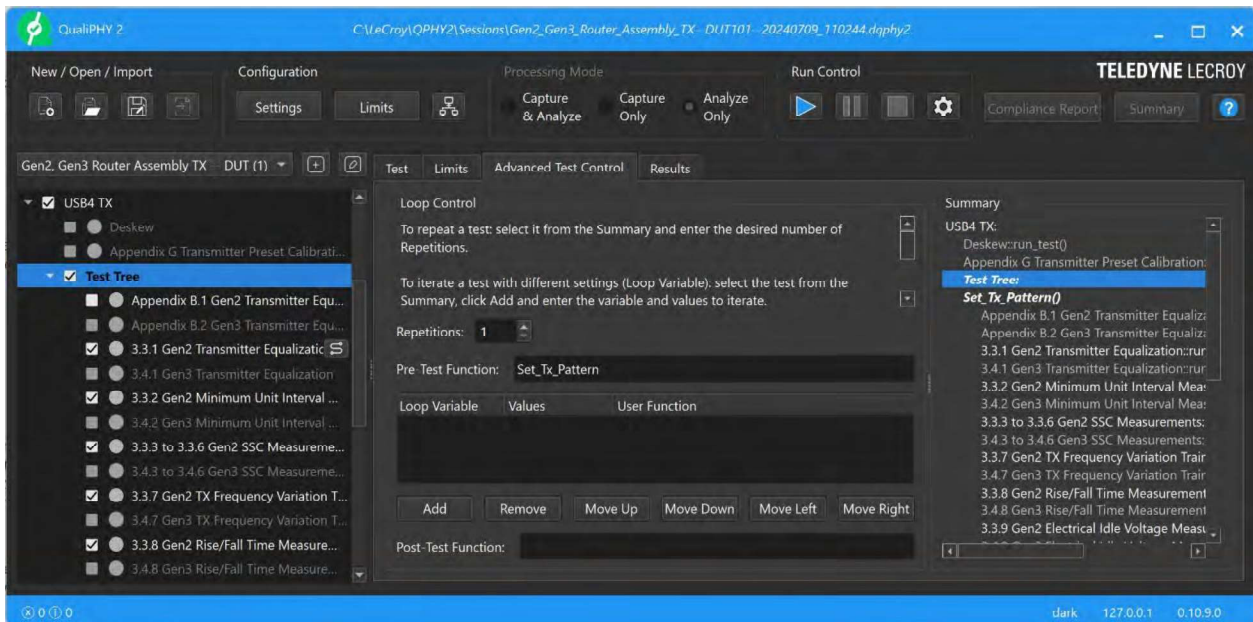 QualiPHY 2
C:\LeCroy\QPHY2\Sessions\Gen2_Gen3_Router_Assembly_TX--DUT101--20240709_110244.dqphy2
New / Open / Import
Configuration
Processing Mode
Run Control
TELEDYNE LECROY
Settings
Limits
Capture & Analyze
Capture Only
Analyze Only
Compliance Report
Summary
?
Gen2, Gen3 Router Assembly TX DUT (1)
Test
Limits
Advanced Test Control
Results
USB4 TX
Deskew
Appendix G Transmitter Preset Calibrati...
Test Tree
Appendix B.1 Gen2 Transmitter Equ...
Appendix B.2 Gen3 Transmitter Equ...
3.3.1 Gen2 Transmitter Equalizatic
3.4.1 Gen3 Transmitter Equalization
3.3.2 Gen2 Minimum Unit Interval ...
3.4.2 Gen3 Minimum Unit Interval ...
3.3.3 to 3.3.6 Gen2 SSC Measureme...
3.4.3 to 3.4.6 Gen3 SSC Measureme...
3.3.7 Gen2 TX Frequency Variation T...
3.4.7 Gen3 TX Frequency Variation T...
3.3.8 Gen2 Rise/Fall Time Measure...
3.4.8 Gen3 Rise/Fall Time Measure...
Loop Control
To repeat a test: select it from the Summary and enter the desired number of
Repetitions.
To iterate a test with different settings (Loop Variable): select the test from the
Summary, click Add and enter the variable and values to iterate.
Repetitions: 1
Pre-Test Function: Set_Tx_Pattern
Loop Variable Values User Function
Add Remove Move Up Move Down Move Left Move Right
Post-Test Function:
Summary
USB4 TX:
Deskew::run_test()
Appendix G Transmitter Preset Calibration:
Test Tree:
Set_Tx_Pattern()
Appendix B.1 Gen2 Transmitter Equaliza
Appendix B.2 Gen3 Transmitter Equaliza
3.3.1 Gen2 Transmitter Equalization::rur
3.4.1 Gen3 Transmitter Equalization::rur
3.3.2 Gen2 Minimum Unit Interval Meas
3.4.2 Gen3 Minimum Unit Interval Meas
3.3.3 to 3.3.6 Gen2 SSC Measurements:
3.4.3 to 3.4.6 Gen3 SSC Measurements:
3.3.7 Gen2 TX Frequency Variation Trair
3.4.7 Gen3 TX Frequency Variation Trair
3.3.8 Gen2 Rise/Fall Time Measurement
3.4.8 Gen3 Rise/Fall Time Measurement
3.3.9 Gen2 Electrical Idle Voltage Measu
0 0
dark 127.0.0.1 0.10.9.0